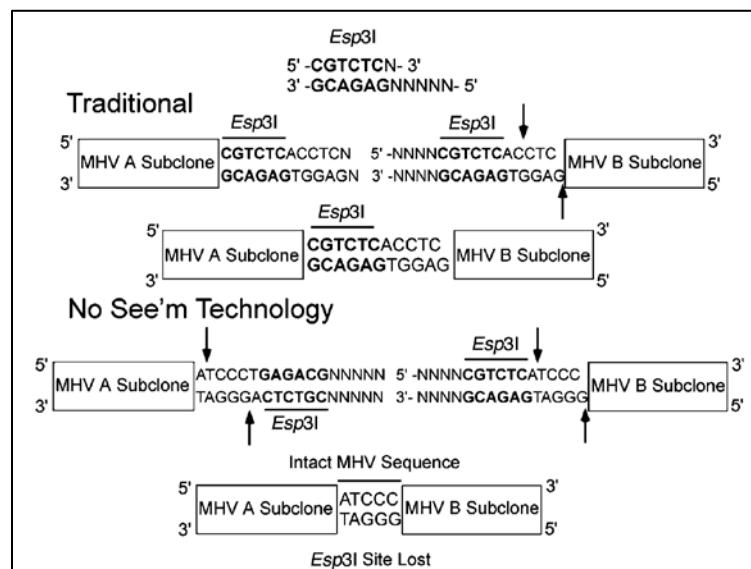 Esp3I
5' -CGTCTCN- 3'
3' -GCAGAGNNNNN- 5'
Traditional
Esp3I Esp3I
5' 3'
MHV A Subclone CGTCTCACCTCN 5' -NNNNCGTCTCACCTC MHV B Subclone
3' GCAGAGTGGAGN 3' -NNNNGCAGAGTGGAG 5'
Esp3I
5' 3'
MHV A Subclone CGTCTCACCTC MHV B Subclone
3' GCAGAGTGGAG 5'
No See'm Technology
Esp3I
5' 3'
MHV A Subclone ATCCCTGAGACGNNNNN 5' -NNNNCGTCTCATCCC MHV B Subclone
3' TAGGGACTCTGCNNNNN 3'- NNNNGCAGAGTAGGG 5'
Esp3I
Intact MHV Sequence
5' 3'
MHV A Subclone ATCCC MHV B Subclone
3' TAGGG 5'
Esp3I Site Lost